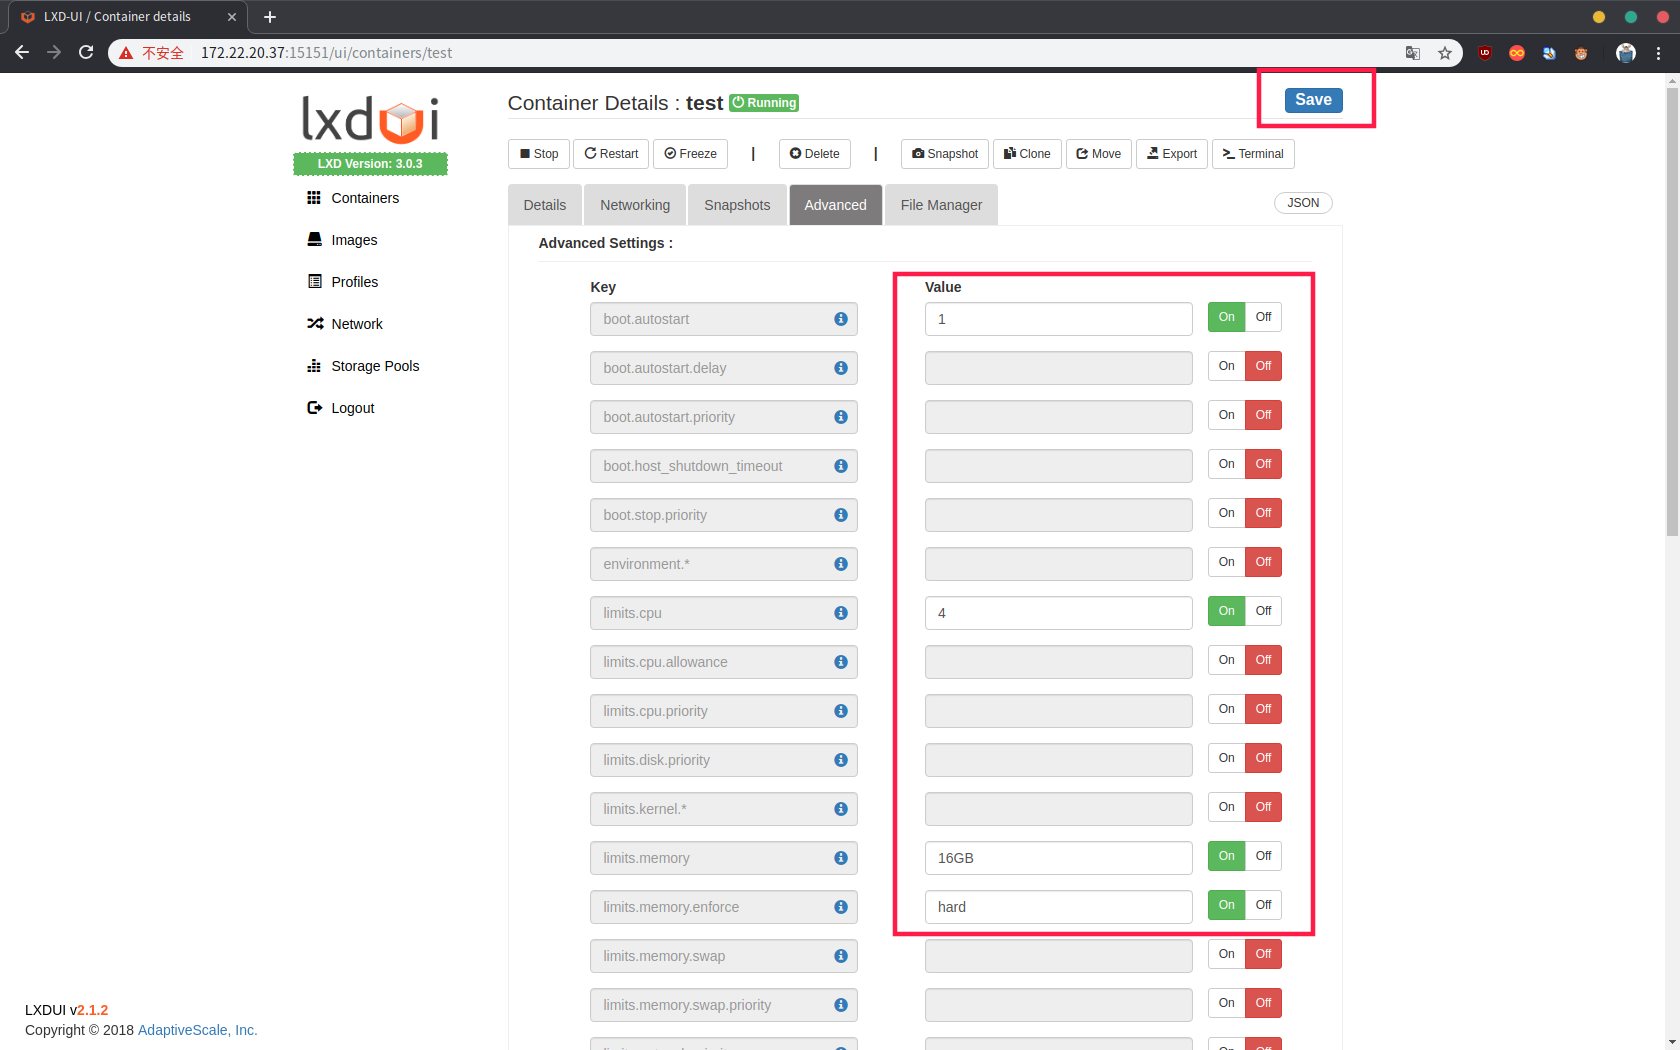 LXD-UI / Container details
不安全 172.22.20.37:15151/ui/containers/test
lxdui
LXD Version: 3.0.3
Containers
Images
Profiles
Network
Storage Pools
Logout
Container Details : test Running
Save
Stop Restart Freeze | Delete | Snapshot Clone Move Export Terminal
Details Networking Snapshots Advanced File Manager JSON
Advanced Settings :
Key Value
boot.autostart 1 On Off
boot.autostart.delay On Off
boot.autostart.priority On Off
boot.host_shutdown_timeout On Off
boot.stop.priority On Off
environment.* On Off
limits.cpu 4 On Off
limits.cpu.allowance On Off
limits.cpu.priority On Off
limits.disk.priority On Off
limits.kernel.* On Off
limits.memory 16GB On Off
limits.memory.enforce hard On Off
limits.memory.swap On Off
limits.memory.swap.priority On Off
LXDUI v2.1.2
Copyright © 2018 AdaptiveScale, Inc.